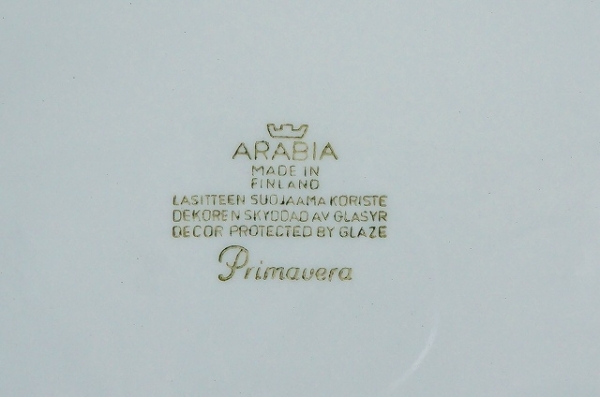 ARABIA
MADE IN
FINLAND
LASITTEEN SUOJAAMA KORISTE
DEKOREN SKYDDAD AV GLASYR
DECOR PROTECTED BY GLAZE
Primavera